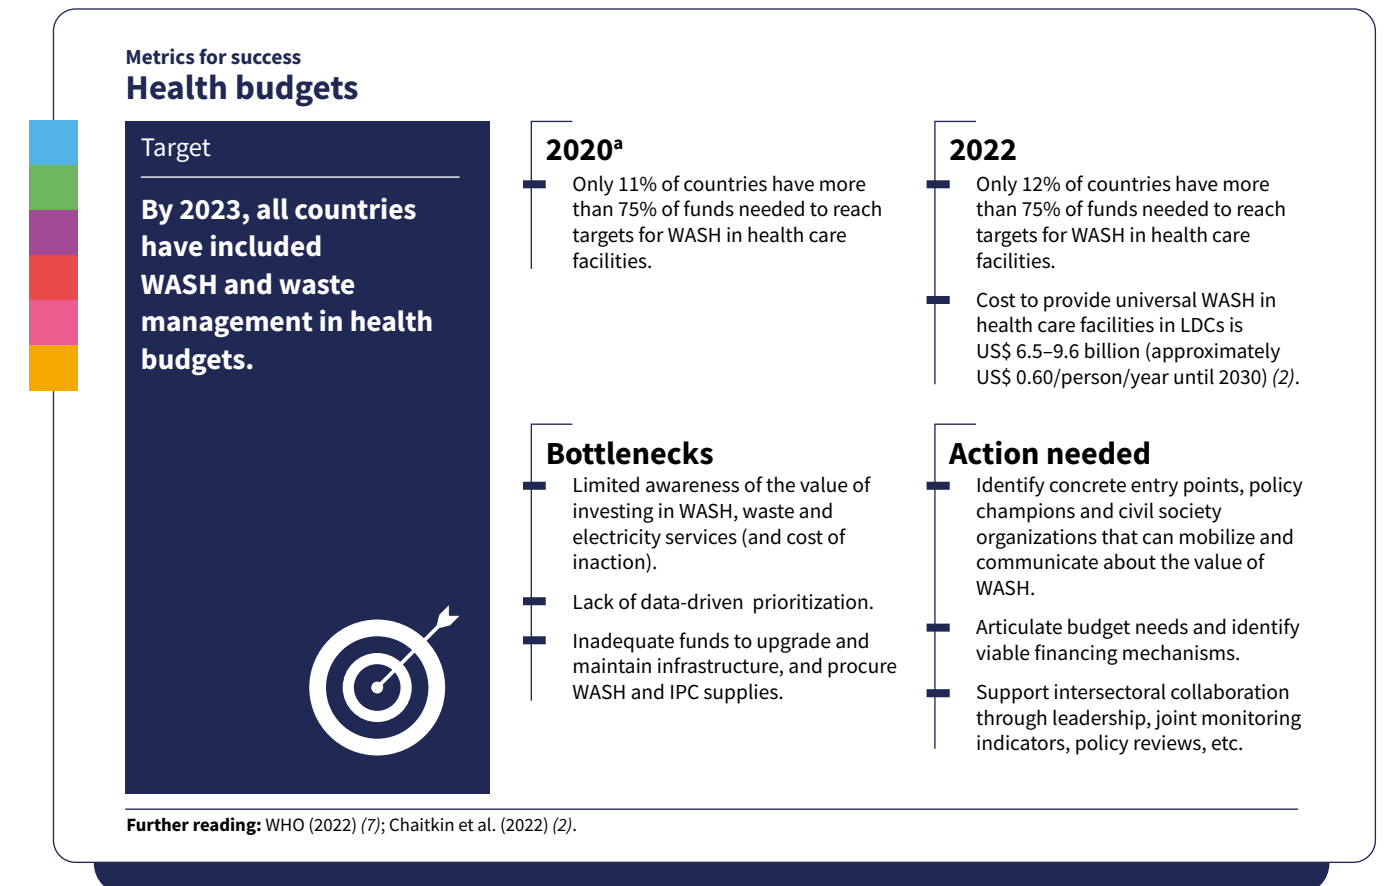 Metrics for success
Health budgets
Target
By 2023, all countries
have included
WASH and waste
management in health
budgets.
2020ª
Only 11% of countries have more
than 75% of funds needed to reach
targets for WASH in health care
facilities.
2022
Only 12% of countries have more
than 75% of funds needed to reach
targets for WASH in health care
facilities.
Cost to provide universal WASH in
health care facilities in LDCs is
US$ 6.5–9.6 billion (approximately
US$ 0.60/person/year until 2030) (2).
Bottlenecks
Limited awareness of the value of
investing in WASH, waste and
electricity services (and cost of
inaction).
Lack of data-driven  prioritization.
Inadequate funds to upgrade and
maintain infrastructure, and procure
WASH and IPC supplies.
Action needed
Identify concrete entry points, policy
champions and civil society
organizations that can mobilize and
communicate about the value of
WASH.
Articulate budget needs and identify
viable financing mechanisms.
Support intersectoral collaboration
through leadership, joint monitoring
indicators, policy reviews, etc.
Further reading: WHO (2022) (7); Chaitkin et al. (2022) (2).